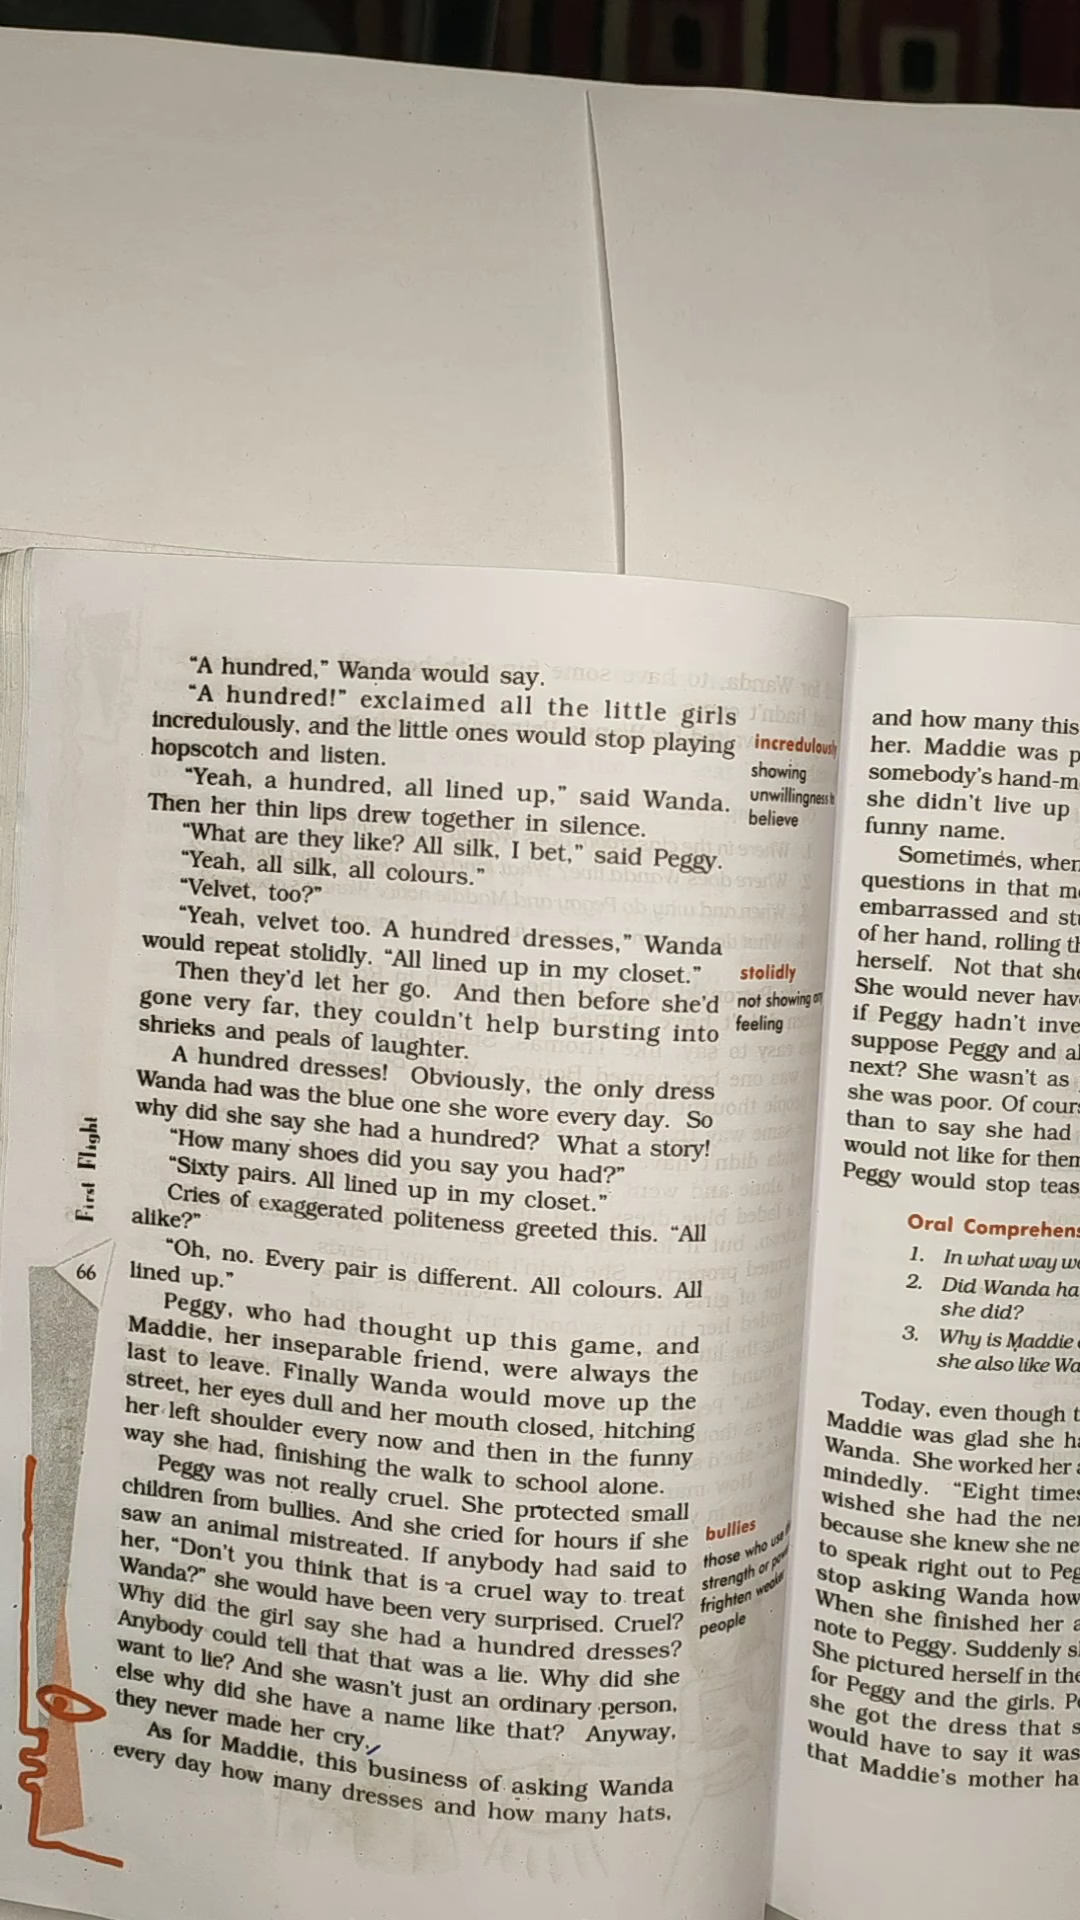 “A hundred,” Wanda would say.
“A hundred!” exclaimed all the little girls
incredulously, and the little ones would stop playing
hopscotch and listen.
“Yeah, a hundred, all lined up,” said Wanda.
Then her thin lips drew together in silence.
“What are they like? All silk, I bet,” said Peggy.
“Yeah, all silk, all colours.”
“Velvet, too?”
“Yeah, velvet too. A hundred dresses,” Wanda
would repeat stolidly. “All lined up in my closet.”
Then they’d let her go. And then before she’d
gone very far, they couldn’t help bursting into
shrieks and peals of laughter.
A hundred dresses! Obviously, the only dress
Wanda had was the blue one she wore every day. So
why did she say she had a hundred? What a story!
“How many shoes did you say you had?”
“Sixty pairs. All lined up in my closet.”
Cries of exaggerated politeness greeted this. “All
alike?”
“Oh, no. Every pair is different. All colours. All
lined up.”
Peggy, who had thought up this game, and
Maddie, her inseparable friend, were always the
last to leave. Finally Wanda would move up the
street, her eyes dull and her mouth closed, hitching
her left shoulder every now and then in the funny
way she had, finishing the walk to school alone.
Peggy was not really cruel. She protected small
children from bullies. And she cried for hours if she
saw an animal mistreated. If anybody had said to
her, “Don’t you think that is a cruel way to treat
Wanda?” she would have been very surprised. Cruel?
Why did the girl say she had a hundred dresses?
Anybody could tell that that was a lie. Why did she
want to lie? And she wasn’t just an ordinary person,
else why did she have a name like that? Anyway,
they never made her cry.
As for Maddie, this business of asking Wanda
every day how many dresses and how many hats,
incredulously
showing
unwillingness
believe
stolidly
not showing
feeling
bullies
those who use
strength or
frighten
people
First Flight
66
and how many this
her. Maddie was
somebody’s
she didn’t live up
funny name.
Sometimes, when
questions in that
embarrassed and
of her hand, rolling
herself. Not that
She would never
if Peggy hadn’t
suppose Peggy and
next? She wasn’t as
she was poor. Of
than to say she had
would not like for
Peggy would stop
Oral
1. In what way
2. Did Wanda
she did?
3. Why is Maddie
she also like
Today, even though
Maddie was glad she
Wanda. She worked her
mindedly. “Eight
wished she had the
because she knew she
to speak right out to
stop asking Wanda how
When she finished her
note to Peggy. Suddenly
She pictured herself in the
for Peggy and the girls.
she got the dress that
would have to say it was
that Maddie’s mother